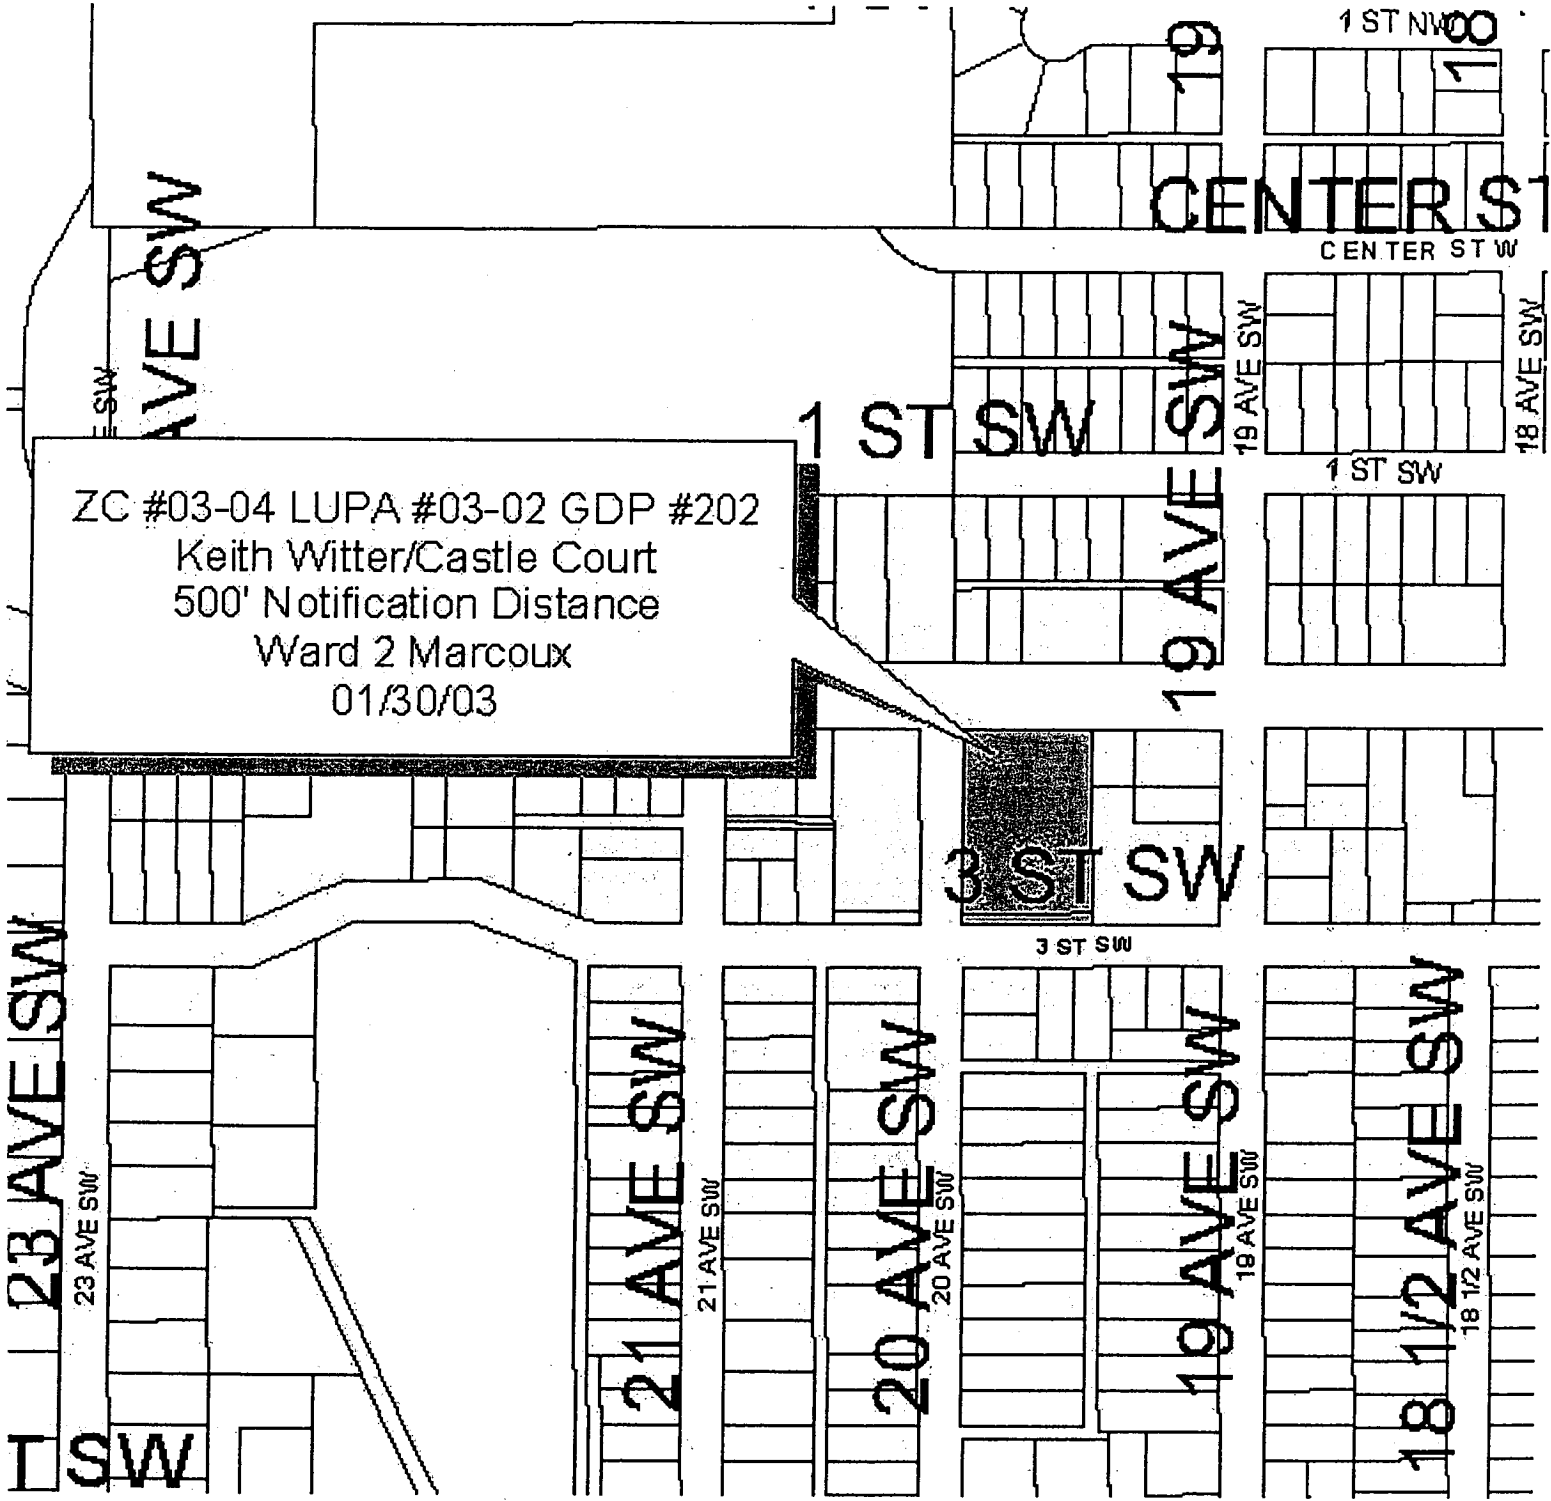 1 ST NW
19
18
CENTER ST
CENTER ST W
AVE SW
SW
19 AVE SW
18 AVE SW
1 ST SW
19 AVE SW
1 ST SW
ZC #03-04 LUPA #03-02 GDP #202
Keith Witter/Castle Court
500' Notification Distance
Ward 2 Marcoux
01/30/03
3 ST SW
3 ST SW
23 AVE SW
23 AVE SW
21 AVE SW
21 AVE SW
20 AVE SW
20 AVE SW
19 AVE SW
19 AVE SW
18 1/2 AVE SW
18 1/2 AVE SW
T SW